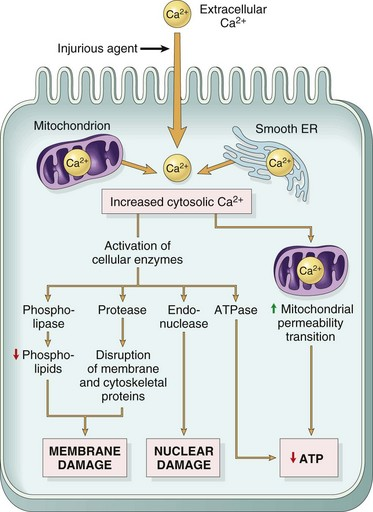 Ca²⁺
Extracellular
Ca²⁺
Injurious agent
Mitochondrion
Smooth ER
Ca²⁺
Ca²⁺
Ca²⁺
Increased cytosolic Ca²⁺
Activation of
cellular enzymes
Ca²⁺
↑ Mitochondrial
permeability
transition
Phospho-
lipase
Protease
Endo-
nuclease
ATPase
↓ Phospho-
lipids
Disruption
of membrane
and cytoskeletal
proteins
MEMBRANE
DAMAGE
NUCLEAR
DAMAGE
↓ ATP